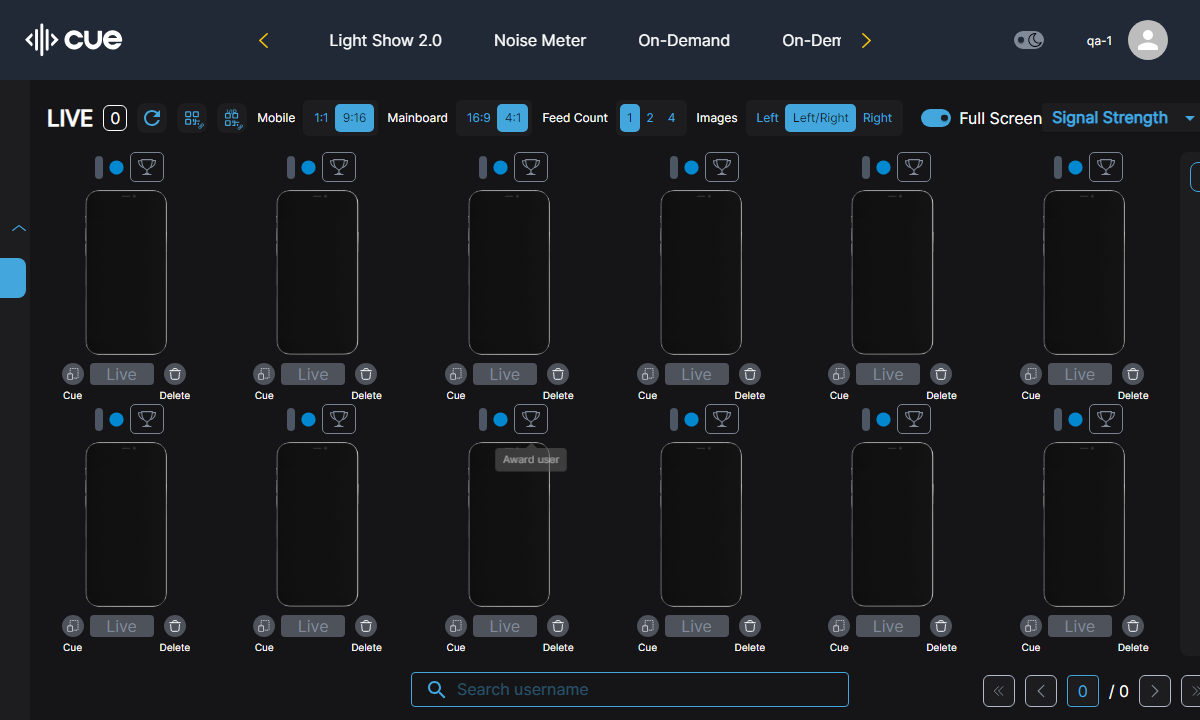 cue
Light Show 2.0 Noise Meter On-Demand On-Dem
qa-1
LIVE 0 Mobile 1:1 9:16 Mainboard 16:9 4:1 Feed Count 1 2 4 Images Left Left/Right Right Full Screen Signal Strength
Live Live Live Live Live Live
Cue Delete Cue Delete Cue Delete Cue Delete Cue Delete Cue Delete
Award user
Live Live Live Live Live Live
Cue Delete Cue Delete Cue Delete Cue Delete Cue Delete Cue Delete
Search username
0 / 0